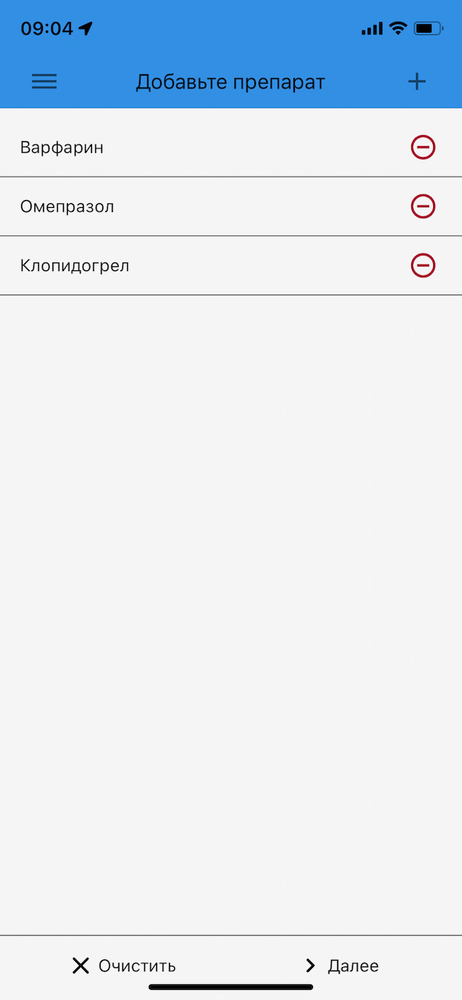 09:04
Добавьте препарат
Варфарин
Омепразол
Клопидогрел
Очистить
Далее